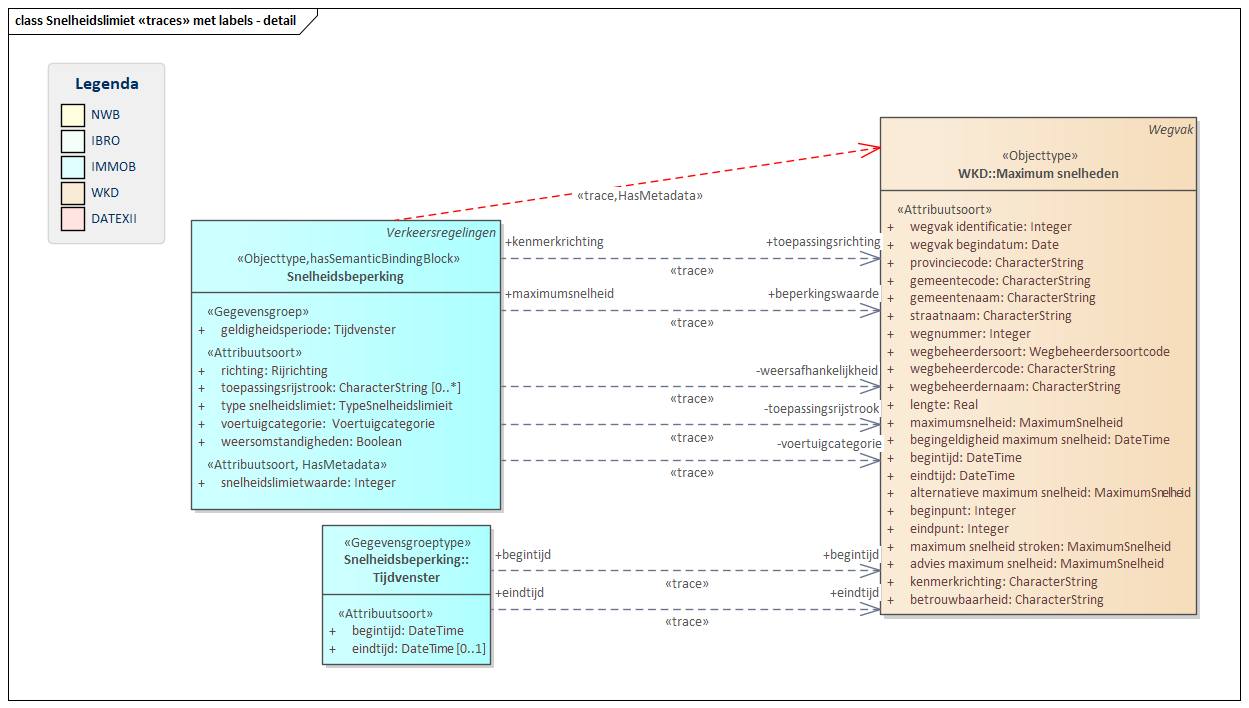 class Snelheidslimiet «traces» met labels - detail
Legenda
NWB
IBRO
IMMOB
WKD
DATEXII
Wegvak
«Objecttype»
WKD::Maximum snelheden
«Attribuutsoort»
+ wegvak identificatie: Integer
+ wegvak begindatum: Date
+ provinciecode: CharacterString
+ gemeentecode: CharacterString
+ gemeentenaam: CharacterString
+ straatnaam: CharacterString
+ wegnummer: Integer
+ wegbeheerdersoort: Wegbeheerdersoortcode
+ wegbeheerdercode: CharacterString
+ wegbeheerdernaam: CharacterString
+ lengte: Real
+ maximumsnelheid: MaximumSnelheid
+ begingeldigheid maximum snelheid: DateTime
+ begintijd: DateTime
+ eindtijd: DateTime
+ alternatieve maximum snelheid: MaximumSnelheid
+ beginpunt: Integer
+ eindpunt: Integer
+ maximum snelheid stroken: MaximumSnelheid
+ advies maximum snelheid: MaximumSnelheid
+ kenmerkrichting: CharacterString
+ betrouwbaarheid: CharacterString
«trace,HasMetadata»
Verkeersregelingen
«Objecttype,hasSemanticBindingBlock»
Snelheidsbeperking
«Gegevensgroep»
+ geldigheidsperiode: Tijdvenster
«Attribuutsoort»
+ richting: Rijrichting
+ toepassingsrijstrook: CharacterString [0..*]
+ type snelheidslimiet: TypeSnelheidslimieit
+ voertuigcategorie: Voertuigcategorie
+ weersomstandigheden: Boolean
«Attribuutsoort, HasMetadata»
+ snelheidslimietwaarde: Integer
+kenmerkrichting +toepassingsrichting
«trace»
+maximumsnelheid +beperkingswaarde
«trace»
-weersafhankelijkheid
«trace»
-toepassingsrijstrook
«trace»
-voertuigcategorie
«trace»
«Gegevensgroeptype»
Snelheidsbeperking::
Tijdvenster
«Attribuutsoort»
+ begintijd: DateTime
+ eindtijd: DateTime [0..1]
+begintijd +begintijd
«trace»
+eindtijd +eindtijd
«trace»